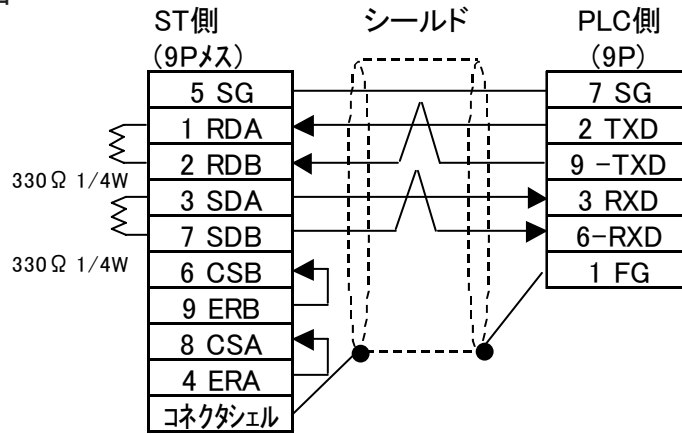 ST側 シールド PLC側
(9Pメス) (9P)
5 SG 7 SG
1 RDA 2 TXD
2 RDB 9 -TXD
330Ω 1/4W
3 SDA 3 RXD
7 SDB 6-RXD
330Ω 1/4W
6 CSB 1 FG
9 ERB
8 CSA
4 ERA
コネクタシェル